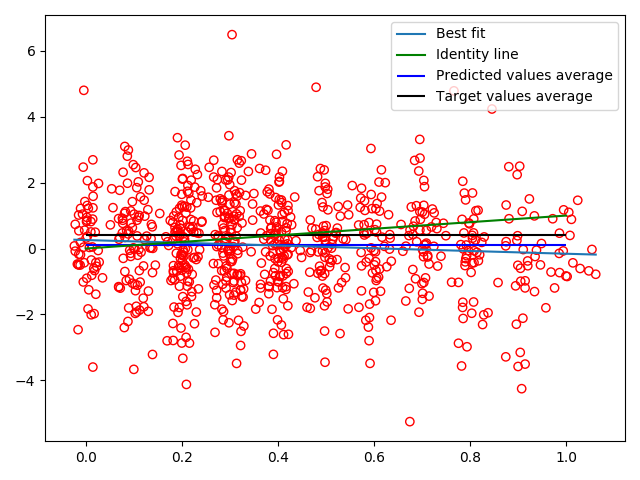 Best fit
Identity line
Predicted values average
Target values average
6
4
2
0
−2
−4
0.0 0.2 0.4 0.6 0.8 1.0